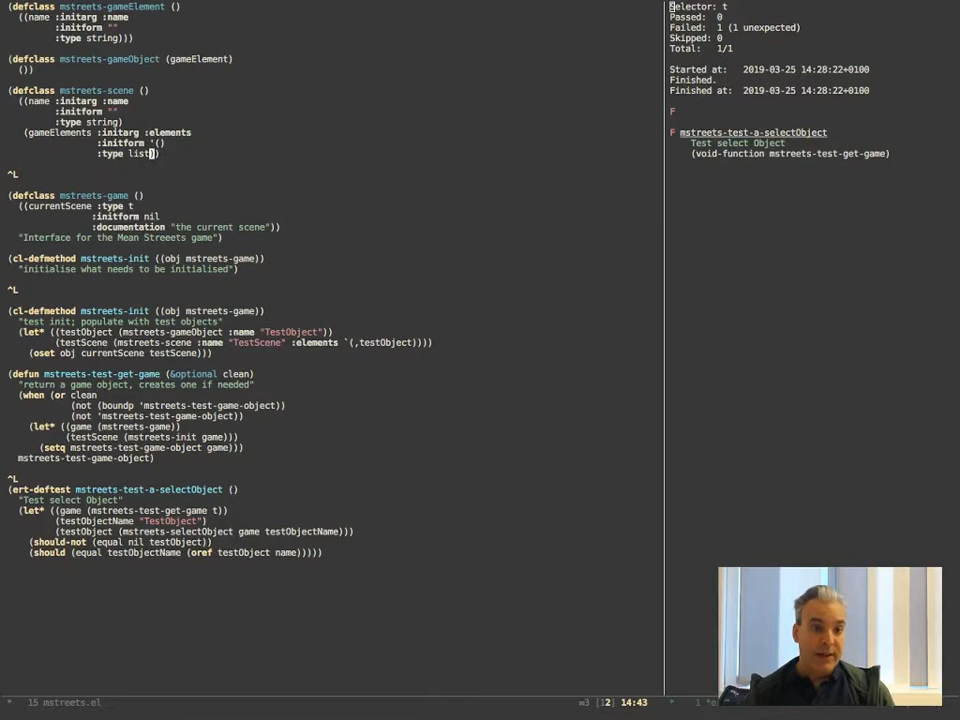 (defclass mstreets-gameElement ()
  ((name :initarg :name
         :initform ""
         :type string)))
(defclass mstreets-gameObject (gameElement)
  ())
(defclass mstreets-scene ()
  ((name :initarg :name
         :initform ""
         :type string)
   (gameElements :initarg :elements
                 :initform '()
                 :type list))
^L
(defclass mstreets-game ()
  ((currentScene :type t
                :initform nil
                :documentation "the current scene"))
  "Interface for the Mean Streeets game")
(cl-defmethod mstreets-init ((obj mstreets-game))
  "initialise what needs to be initialised")
^L
(cl-defmethod mstreets-init ((obj mstreets-game))
  "test init; populate with test objects"
  (let* ((testObject (mstreets-gameObject :name "TestObject"))
         (testScene (mstreets-scene :name "TestScene" :elements `(,testObject))))
    (oset obj currentScene testScene)))
(defun mstreets-test-get-game (&optional clean)
  "return a game object, creates one if needed"
  (when (or clean
            (not (boundp 'mstreets-test-game-object))
            (not 'mstreets-test-game-object))
    (let* ((game (mstreets-game))
           (testScene (mstreets-init game)))
      (setq mstreets-test-game-object game)))
  mstreets-test-game-object)
^L
(ert-deftest mstreets-test-a-selectObject ()
  "Test select Object"
  (let* ((game (mstreets-test-get-game t))
         (testObjectName "TestObject")
         (testObject (mstreets-selectObject game testObjectName)))
    (should-not (equal nil testObject))
    (should (equal testObjectName (oref testObject name)))))
* 15 mstreets.el
≡3 [12] 14:43
Selector: t
Passed:  0
Failed:  1 (1 unexpected)
Skipped: 0
Total:   1/1
Started at:   2019-03-25 14:28:22+0100
Finished.
Finished at:  2019-03-25 14:28:22+0100
F
F mstreets-test-a-selectObject
    Test select Object
    (void-function mstreets-test-get-game)
* 1 *e